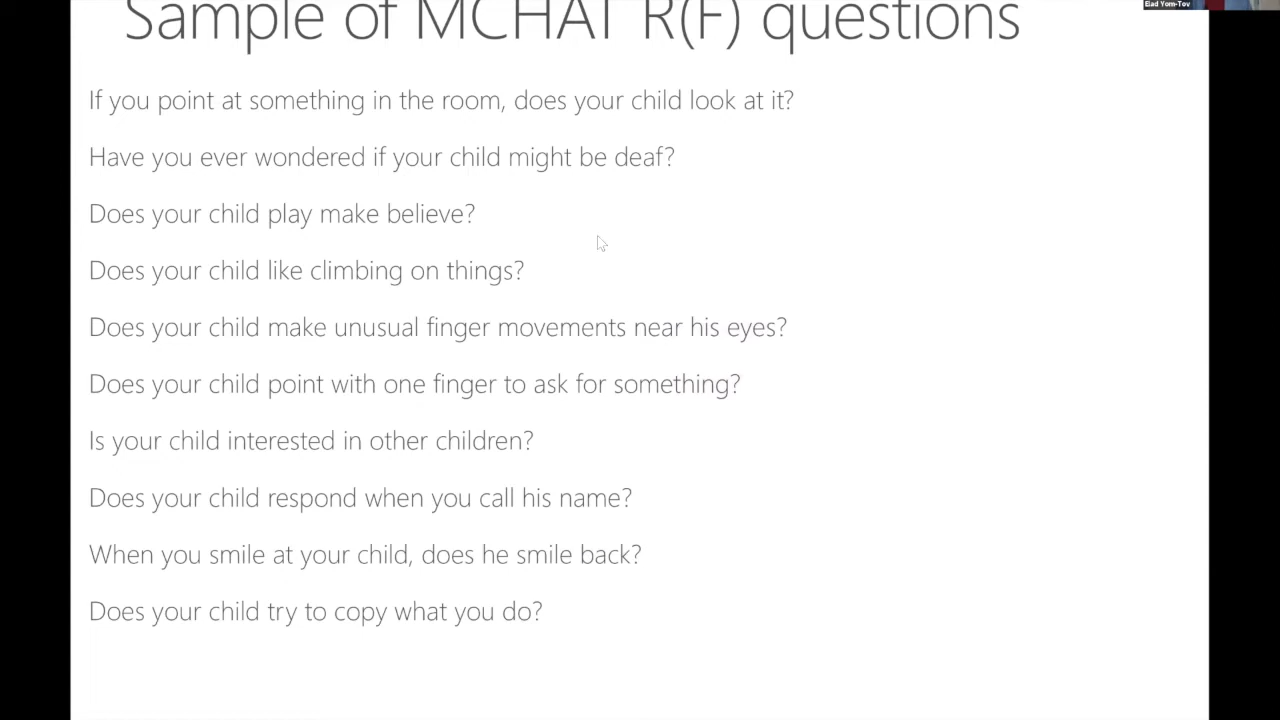 Elad Yom-Tov
Sample of MCHAT R(F) questions
If you point at something in the room, does your child look at it?
Have you ever wondered if your child might be deaf?
Does your child play make believe?
Does your child like climbing on things?
Does your child make unusual finger movements near his eyes?
Does your child point with one finger to ask for something?
Is your child interested in other children?
Does your child respond when you call his name?
When you smile at your child, does he smile back?
Does your child try to copy what you do?